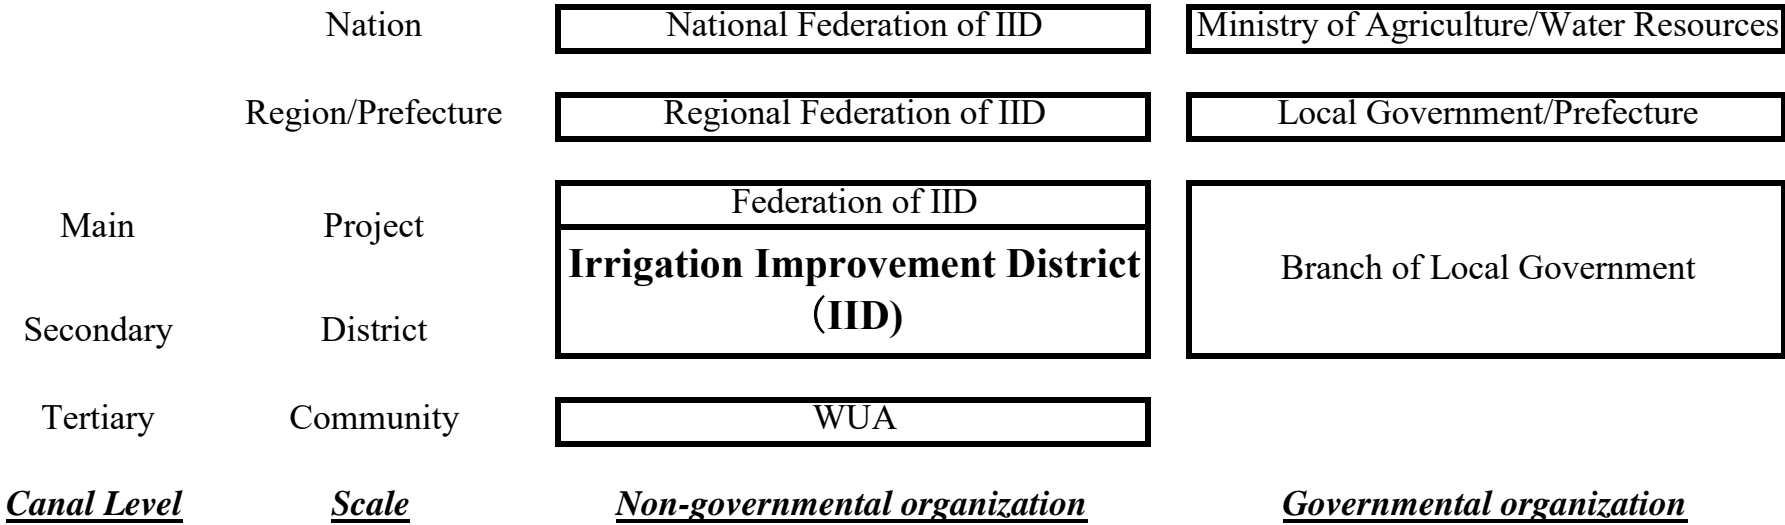 Nation National Federation of IID Ministry of Agriculture/Water Resources
Region/Prefecture Regional Federation of IID Local Government/Prefecture
Federation of IID
Main Project
Irrigation Improvement District
(IID)
Branch of Local Government
Secondary District
Tertiary Community WUA
Canal Level Scale Non-governmental organization Governmental organization